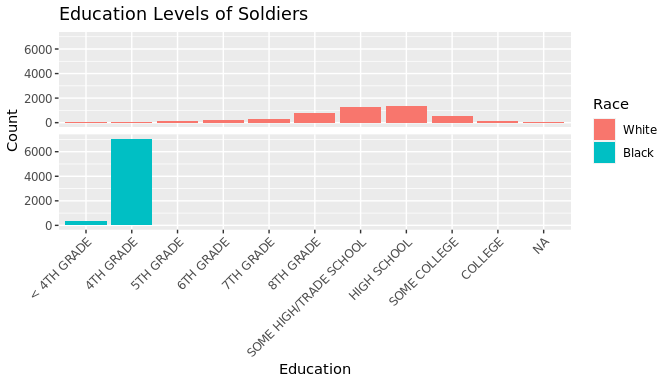 Education Levels of Soldiers
6000
4000
2000
0
6000
4000
2000
0
Count
< 4TH GRADE
4TH GRADE
5TH GRADE
6TH GRADE
7TH GRADE
8TH GRADE
SOME HIGH/TRADE SCHOOL
HIGH SCHOOL
SOME COLLEGE
COLLEGE
NA
Education
Race
White
Black